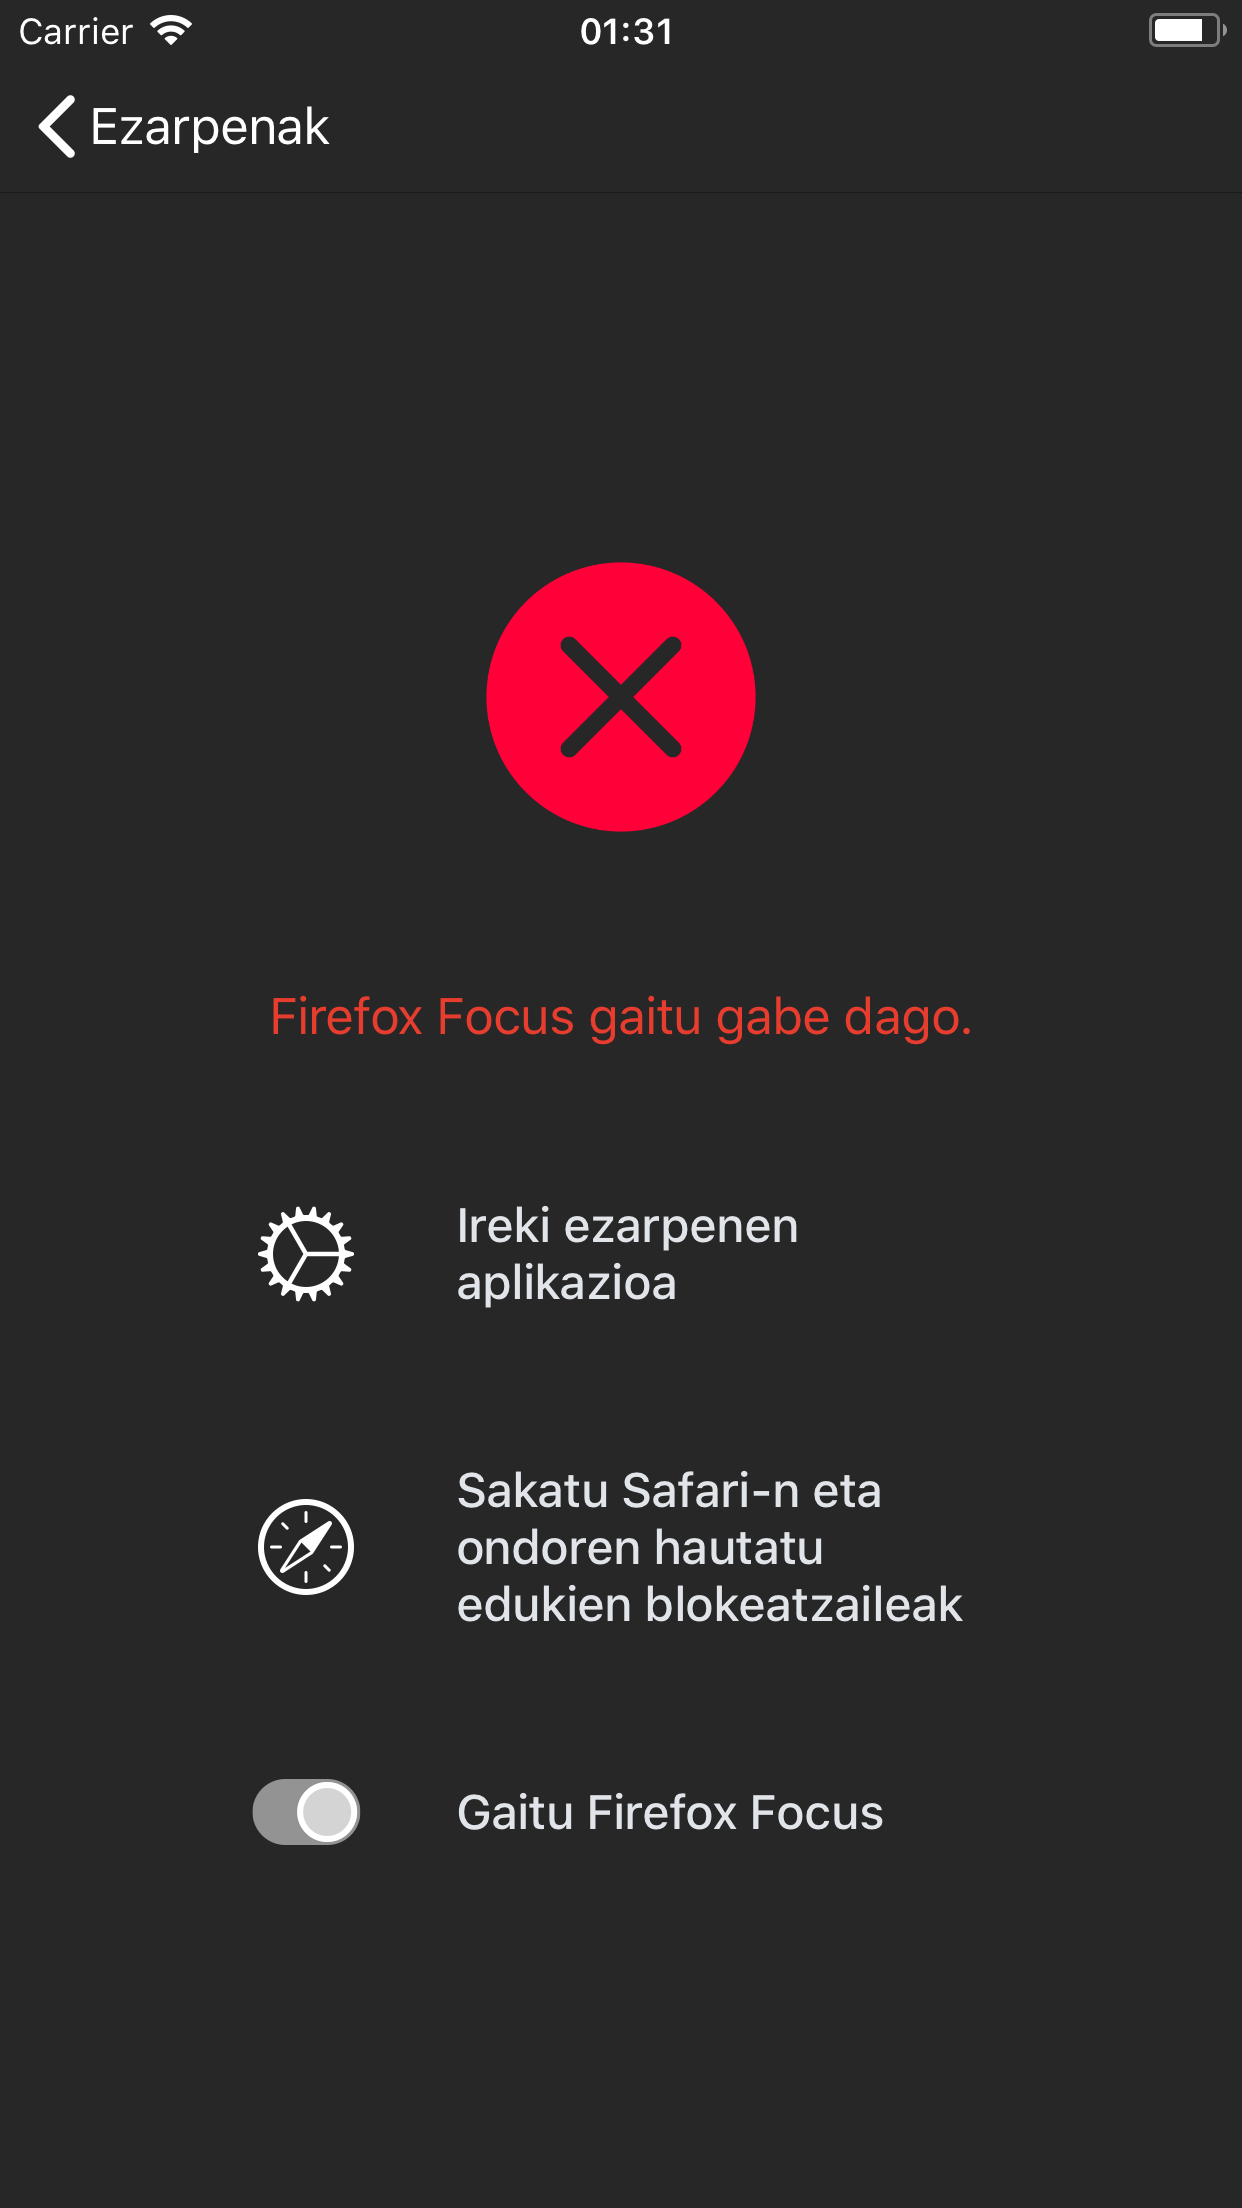 Carrier
01:31
Ezarpenak
Firefox Focus gaitu gabe dago.
Ireki ezarpenen
aplikazioa
Sakatu Safari-n eta
ondoren hautatu
edukien blokeatzaileak
Gaitu Firefox Focus